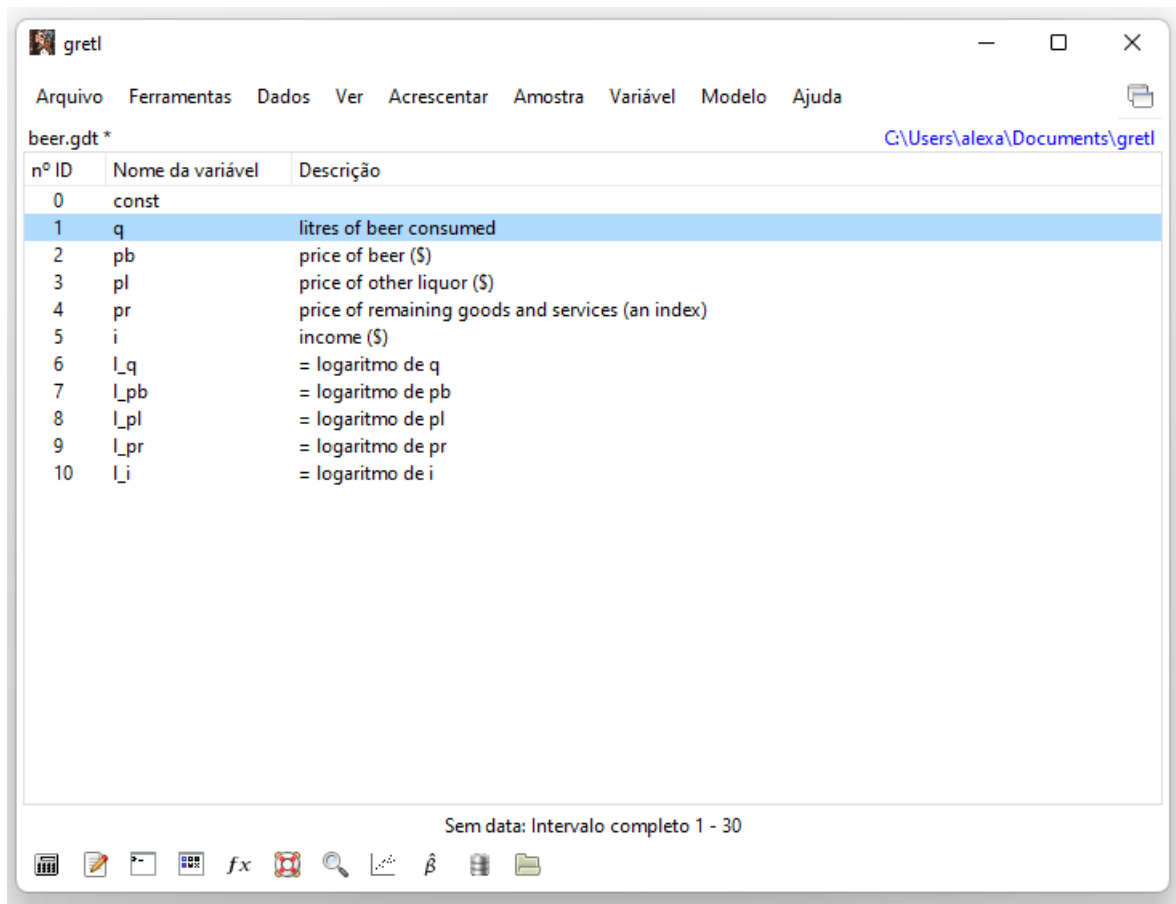 gretl
Arquivo Ferramentas Dados Ver Acrescentar Amostra Variável Modelo Ajuda
beer.gdt * C:\Users\alexa\Documents\gretl
nº ID Nome da variável Descrição
0 const
1 q litres of beer consumed
2 pb price of beer ($)
3 pl price of other liquor ($)
4 pr price of remaining goods and services (an index)
5 i income ($)
6 l_q = logaritmo de q
7 l_pb = logaritmo de pb
8 l_pl = logaritmo de pl
9 l_pr = logaritmo de pr
10 l_i = logaritmo de i
Sem data: Intervalo completo 1 - 30
fx β̂